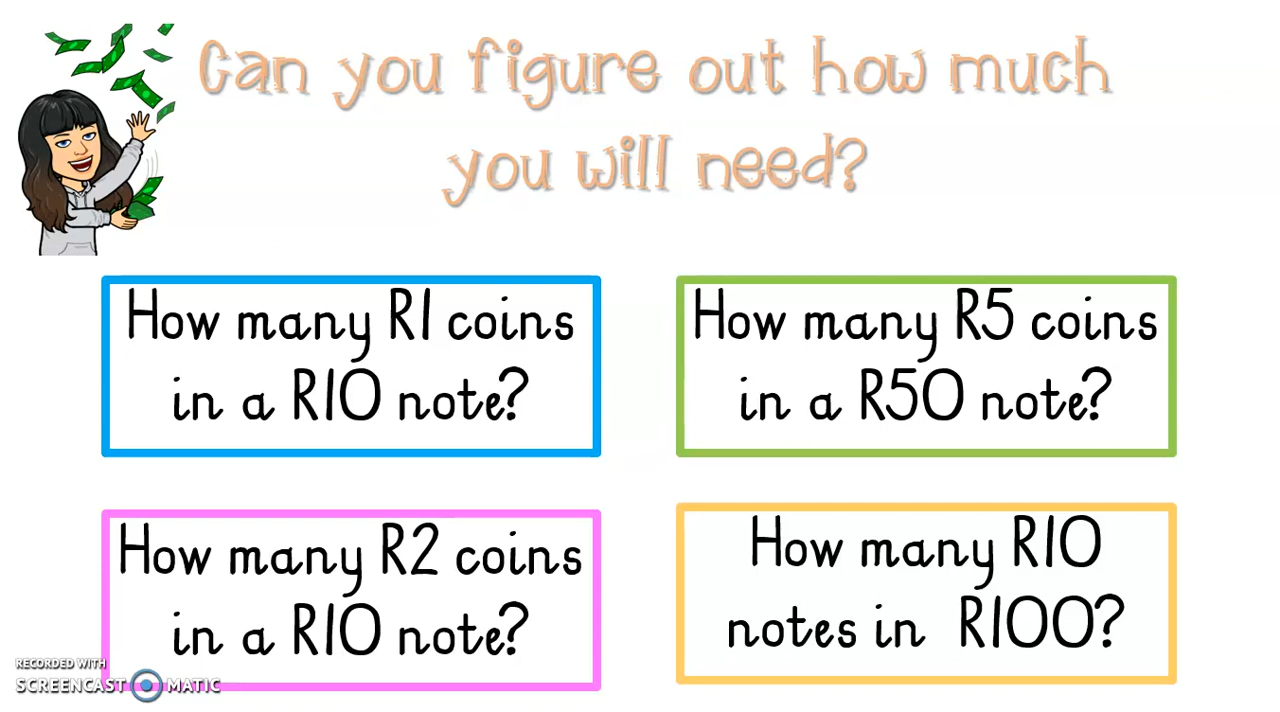 Can you figure out how much
you will need?
How many R1 coins
in a R10 note?
How many R5 coins
in a R50 note?
How many R2 coins
in a R10 note?
How many R10
notes in R100?
RECORDED WITH
SCREENCAST MATIC